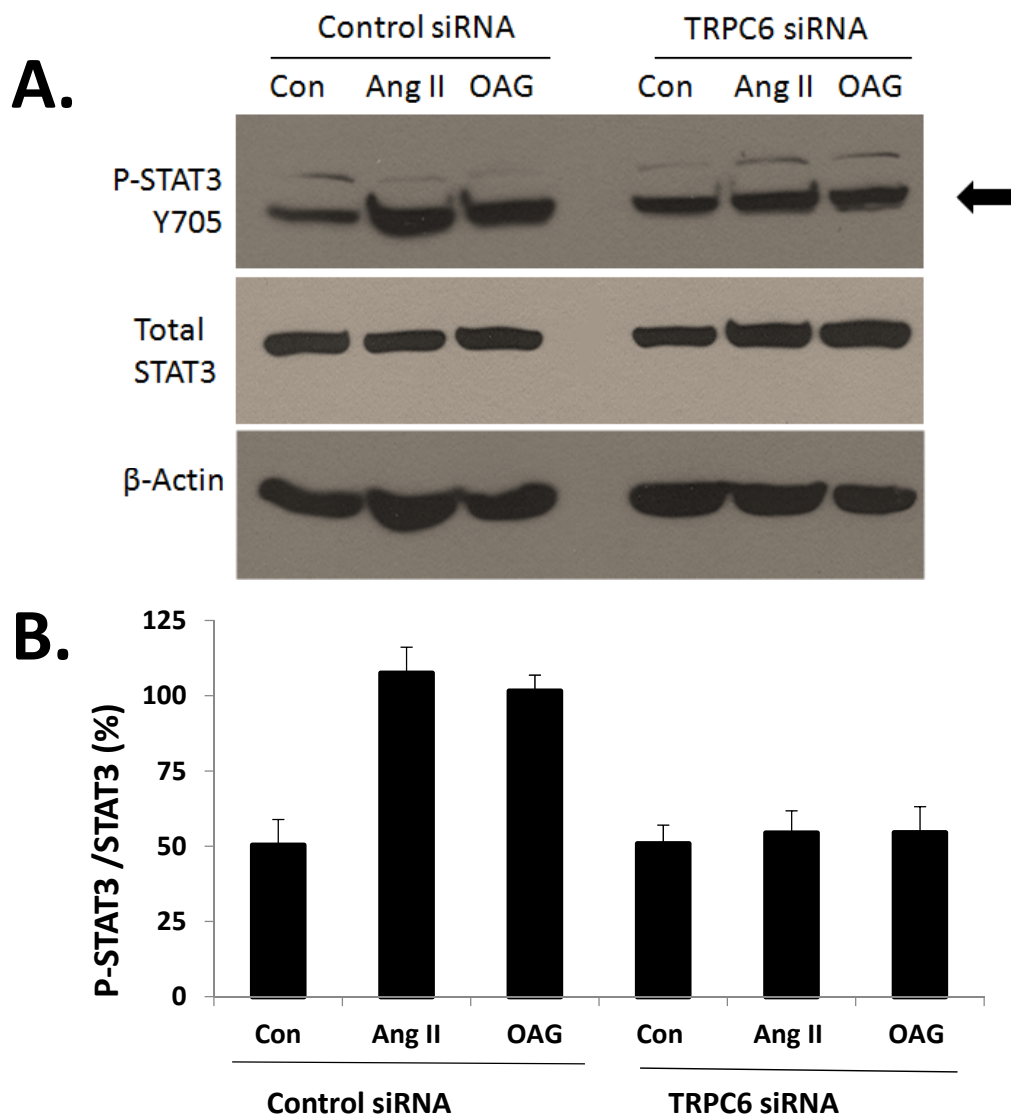 Control siRNA TRPC6 siRNA
A.
Con Ang II OAG Con Ang II OAG
P-STAT3
Y705
Total
STAT3
β-Actin
B.
P-STAT3 /STAT3 (%)
125
100
75
50
25
0
Con Ang II OAG Con Ang II OAG
Control siRNA TRPC6 siRNA